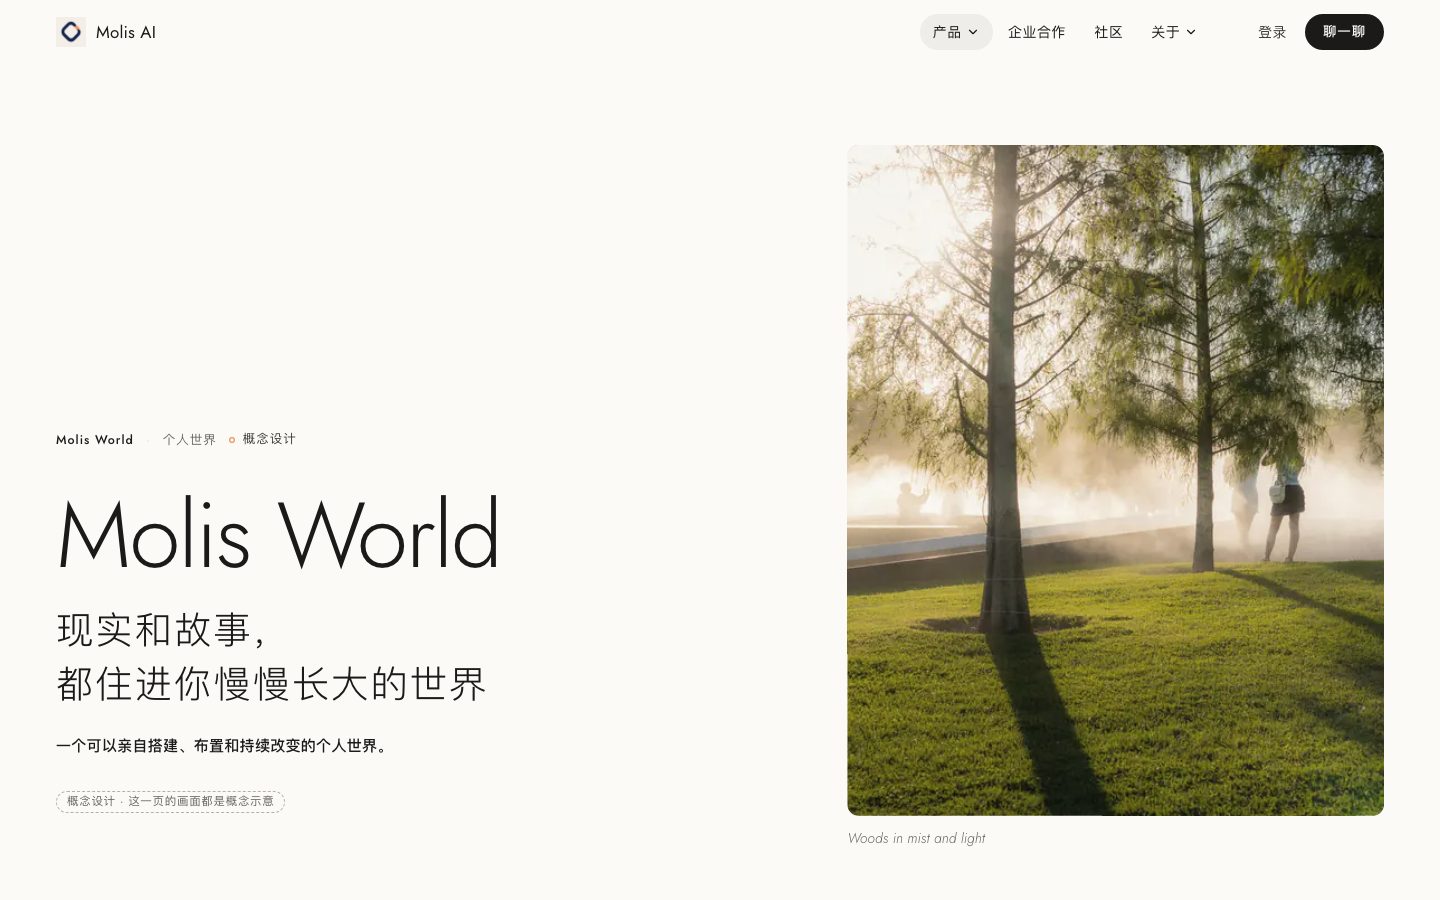 Molis AI
产品
企业合作
社区
关于
登录
聊一聊
Molis World · 个人世界 概念设计
Molis World
现实和故事，
都住进你慢慢长大的世界
一个可以亲自搭建、布置和持续改变的个人世界。
概念设计 · 这一页的画面都是概念示意
Woods in mist and light